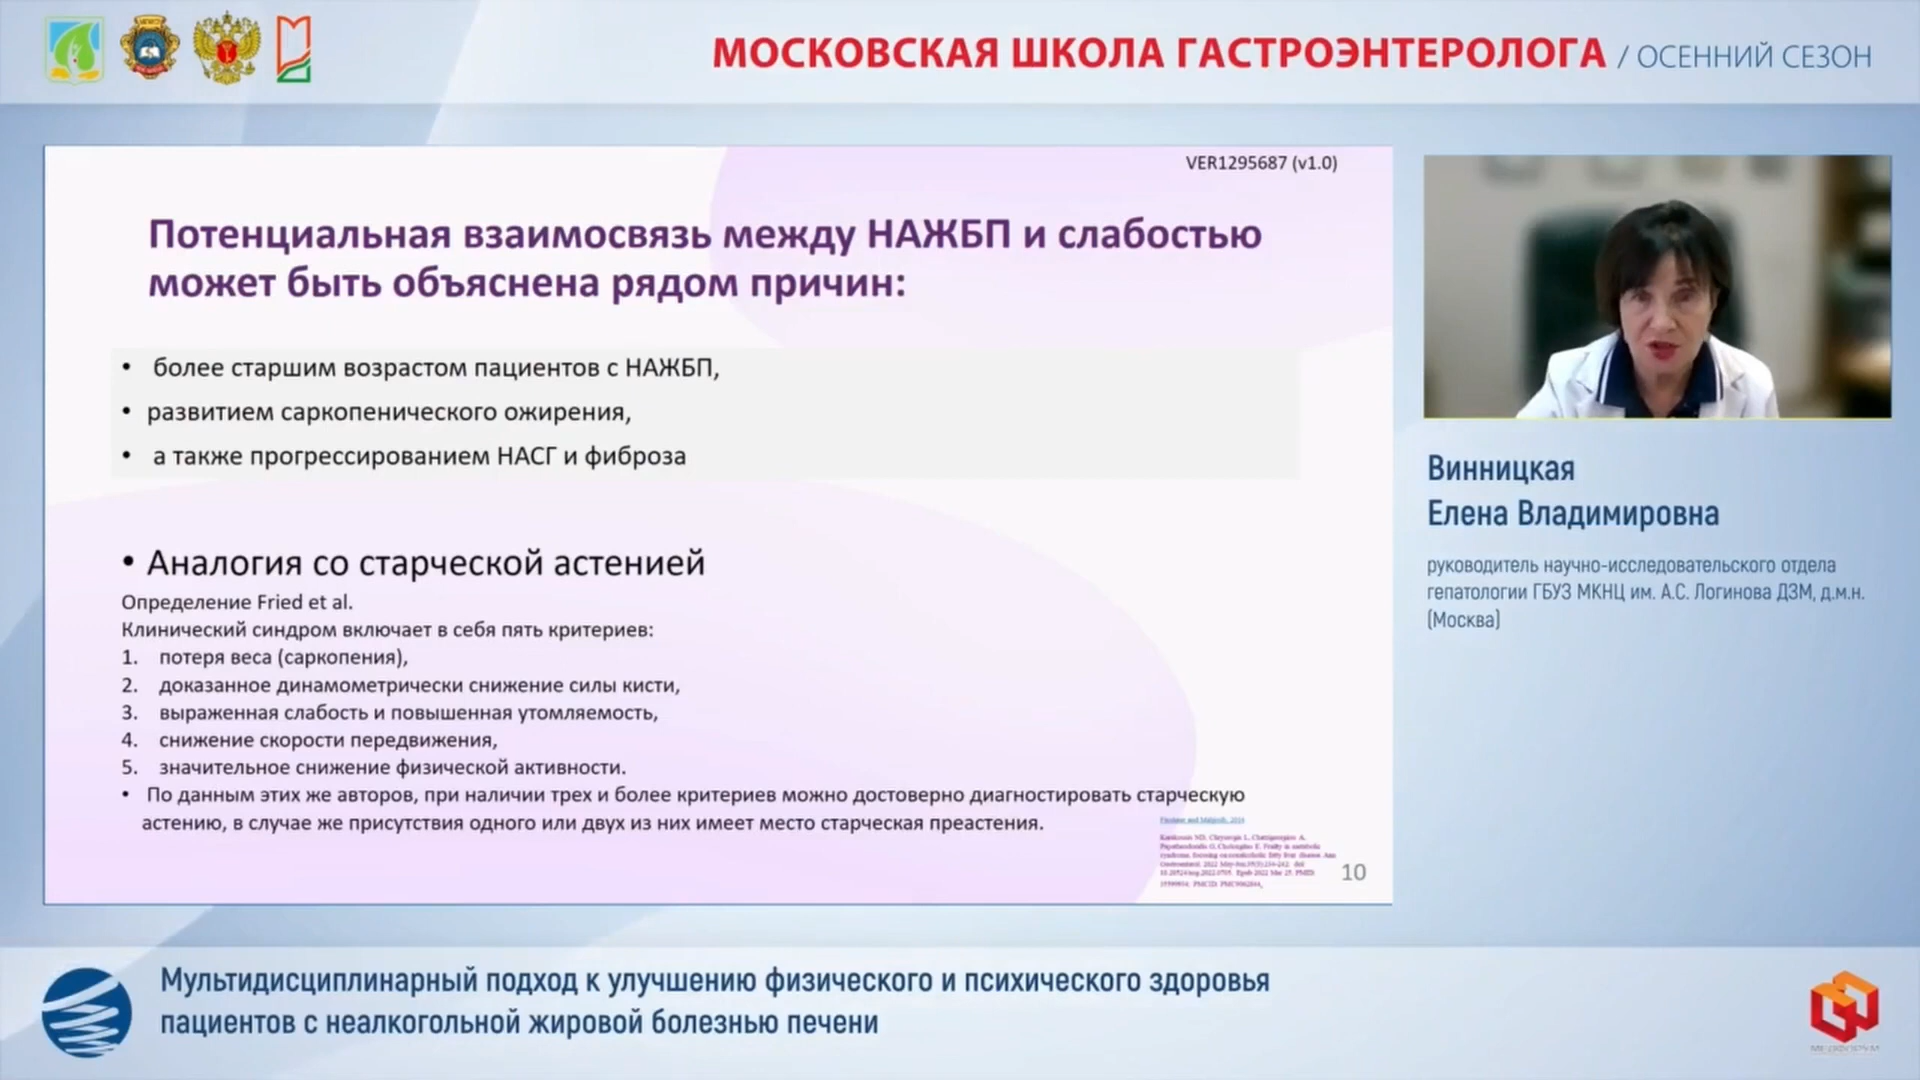 МОСКОВСКАЯ ШКОЛА ГАСТРОЭНТЕРОЛОГА / ОСЕННИЙ СЕЗОН
VER1295687 (v1.0)
Потенциальная взаимосвязь между НАЖБП и слабостью
может быть объяснена рядом причин:
• более старшим возрастом пациентов с НАЖБП,
• развитием саркопенического ожирения,
• а также прогрессированием НАСГ и фиброза
• Аналогия со старческой астенией
Определение Fried et al.
Клинический синдром включает в себя пять критериев:
1. потеря веса (саркопения),
2. доказанное динамометрически снижение силы кисти,
3. выраженная слабость и повышенная утомляемость,
4. снижение скорости передвижения,
5. значительное снижение физической активности.
• По данным этих же авторов, при наличии трех и более критериев можно достоверно диагностировать старческую
астению, в случае же присутствия одного или двух из них имеет место старческая преастения.
10
Винницкая
Елена Владимировна
руководитель научно-исследовательского отдела
гепатологии ГБУЗ МКНЦ им. А.С. Логинова ДЗМ, д.м.н.
(Москва)
Мультидисциплинарный подход к улучшению физического и психического здоровья
пациентов с неалкогольной жировой болезнью печени